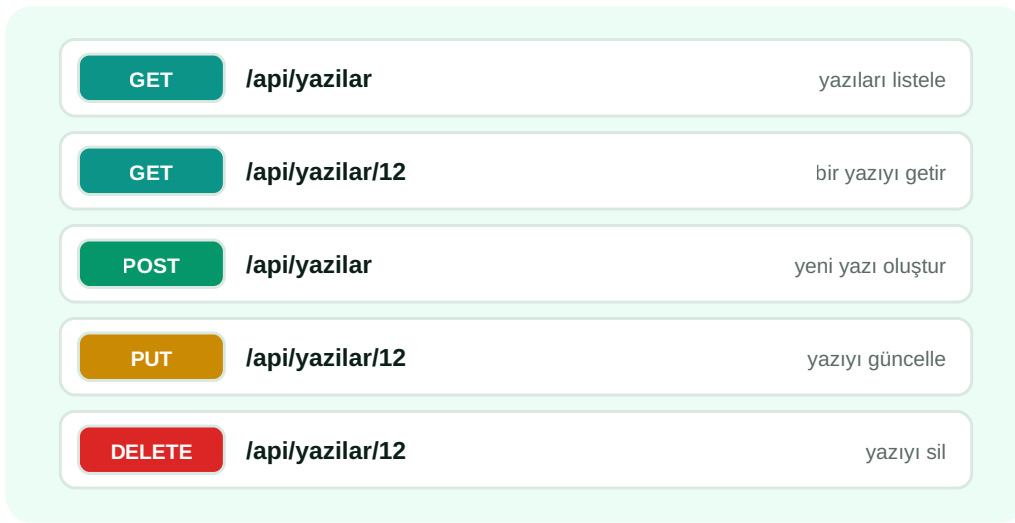 GET /api/yazilar yazıları listele
GET /api/yazilar/12 bir yazıyı getir
POST /api/yazilar yeni yazı oluştur
PUT /api/yazilar/12 yazıyı güncelle
DELETE /api/yazilar/12 yazıyı sil